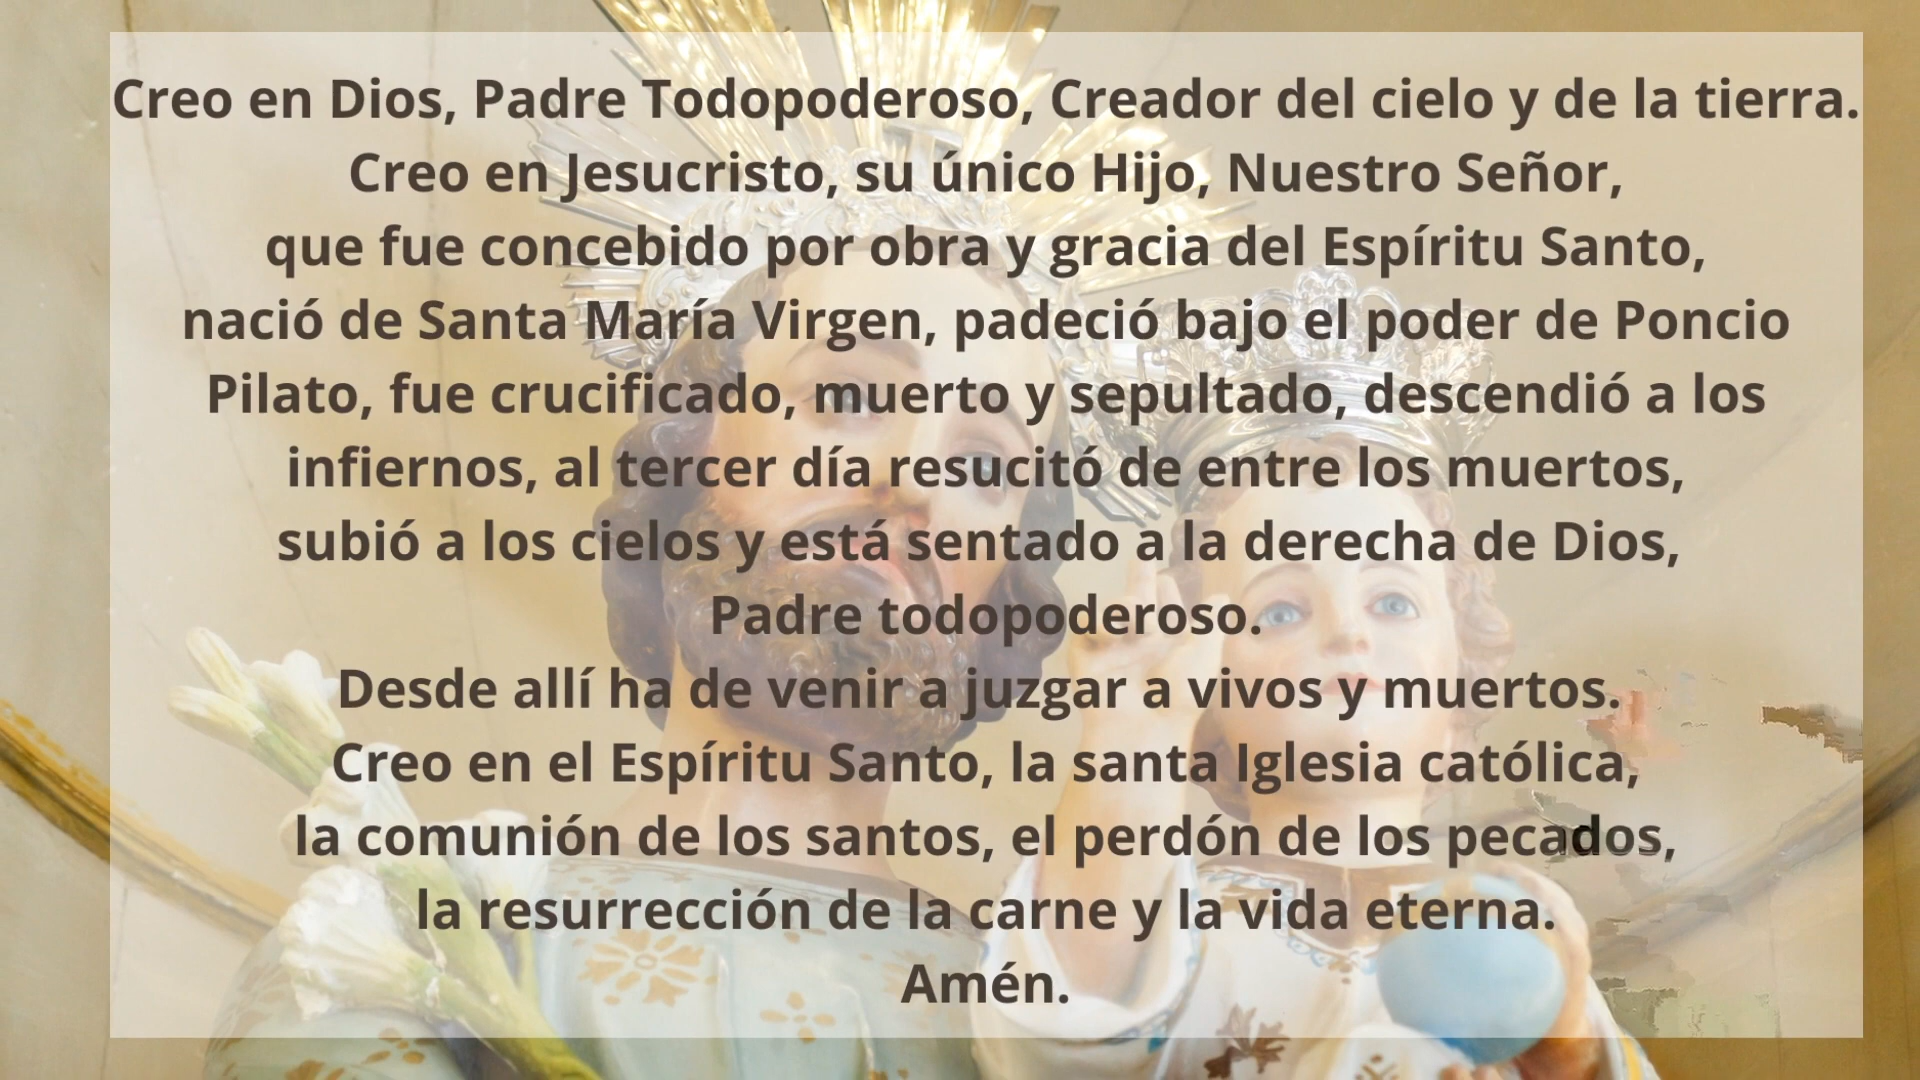 Creo en Dios, Padre Todopoderoso, Creador del cielo y de la tierra.
Creo en Jesucristo, su único Hijo, Nuestro Señor,
que fue concebido por obra y gracia del Espíritu Santo,
nació de Santa María Virgen, padeció bajo el poder de Poncio
Pilato, fue crucificado, muerto y sepultado, descendió a los
infiernos, al tercer día resucitó de entre los muertos,
subió a los cielos y está sentado a la derecha de Dios,
Padre todopoderoso.
Desde allí ha de venir a juzgar a vivos y muertos.
Creo en el Espíritu Santo, la santa Iglesia católica,
la comunión de los santos, el perdón de los pecados,
la resurrección de la carne y la vida eterna.
Amén.